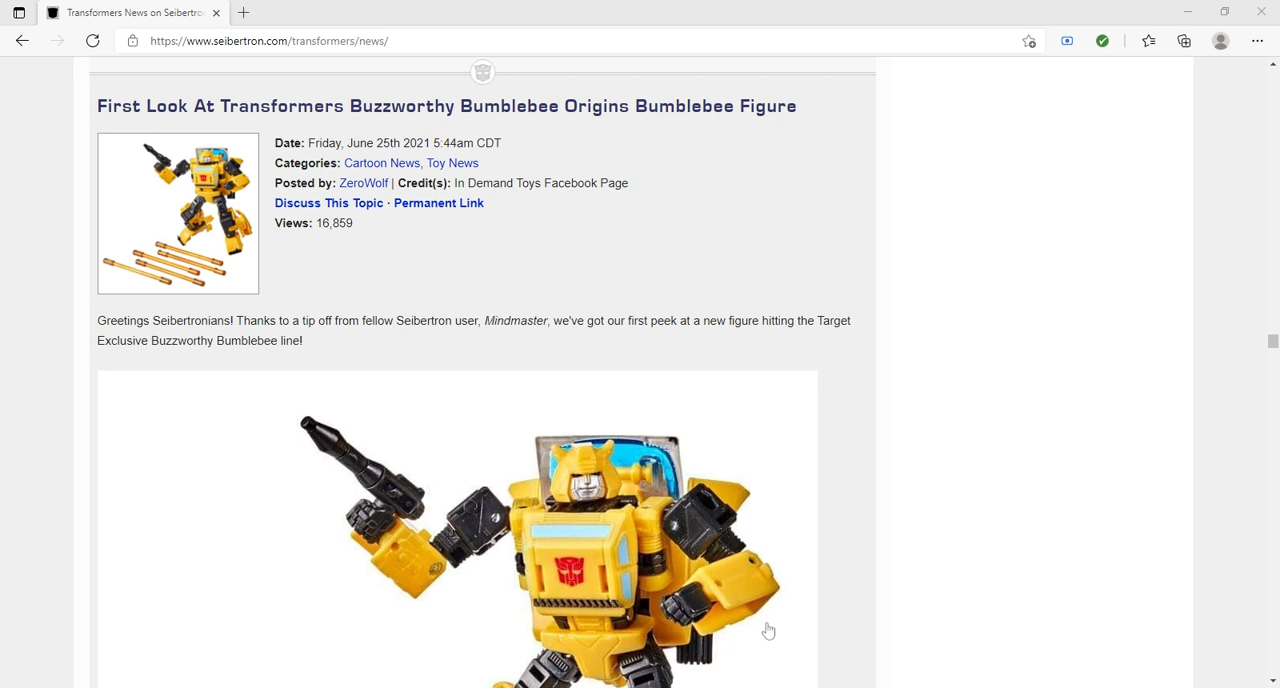 Transformers News on Seibertro
https://www.seibertron.com/transformers/news/
First Look At Transformers Buzzworthy Bumblebee Origins Bumblebee Figure
Date: Friday, June 25th 2021 5:44am CDT
Categories: Cartoon News, Toy News
Posted by: ZeroWolf | Credit(s): In Demand Toys Facebook Page
Discuss This Topic · Permanent Link
Views: 16,859
Greetings Seibertronians! Thanks to a tip off from fellow Seibertron user, Mindmaster, we've got our first peek at a new figure hitting the Target
Exclusive Buzzworthy Bumblebee line!